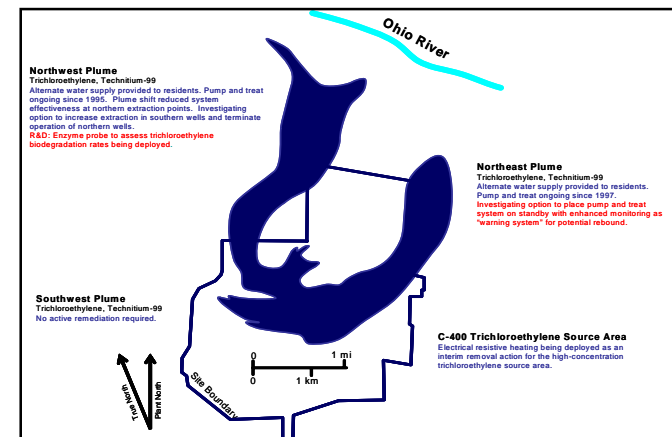 Ohio River
Northwest Plume
Trichloroethylene, Technitium-99
Alternate water supply provided to residents. Pump and treat
ongoing since 1995. Plume shift reduced system
effectiveness at northern extraction points. Investigating
option to increase extraction in southern wells and terminate
operation of northern wells.
R&D: Enzyme probe to assess trichloroethylene
biodegradation rates being deployed.
Northeast Plume
Trichloroethylene, Technitium-99
Alternate water supply provided to residents.
Pump and treat ongoing since 1997.
Investigating option to place pump and treat
system on standby with enhanced monitoring as
"warning system" for potential rebound.
Southwest Plume
Trichloroethylene, Technitium-99
No active remediation required.
C-400 Trichloroethylene Source Area
Electrical resistive heating being deployed as an
interim removal action for the high-concentration
trichloroethylene source area.
0 1 mi
0 1 km
Site Boundary
True North
Plant North